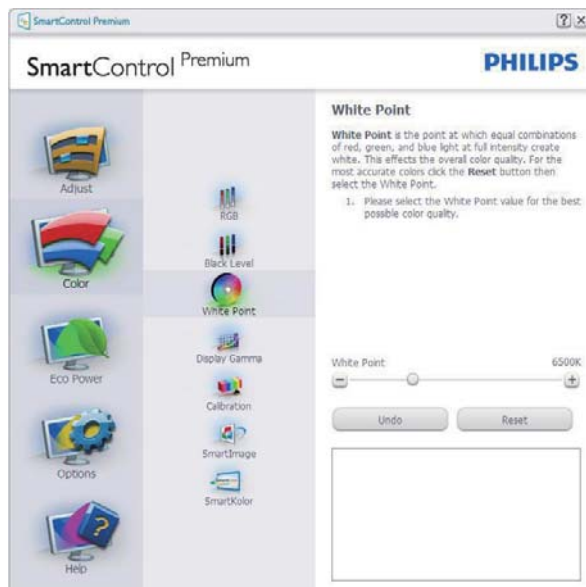 SmartControl Premium
?
SmartControl Premium
PHILIPS
Adjust
Color
Eco Power
Options
Help
RGB
Black Level
White Point
Display Gamma
Calibration
SmartImage
SmartKolor
White Point
White Point is the point at which equal combinations
of red, green, and blue light at full intensity create
white. This effects the overall color quality. For the
most accurate colors click the Reset button then
select the White Point.
1. Please select the White Point value for the best
possible color quality.
White Point 6500K
Undo Reset